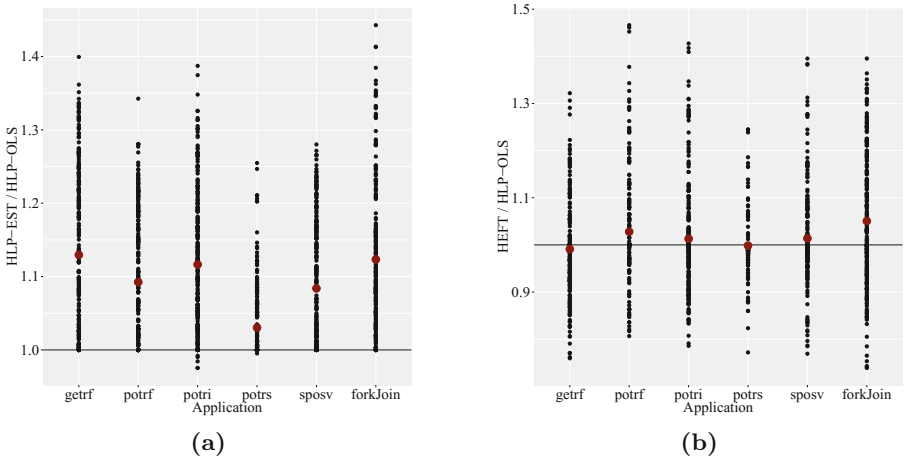 HLP−EST / HLP−OLS
1.4
1.3
1.2
1.1
1.0
getrf potrf potri potrs sposv forkJoin
Application
(a)
HEFT / HLP−OLS
1.5
1.3
1.1
0.9
getrf potrf potri potrs sposv forkJoin
Application
(b)